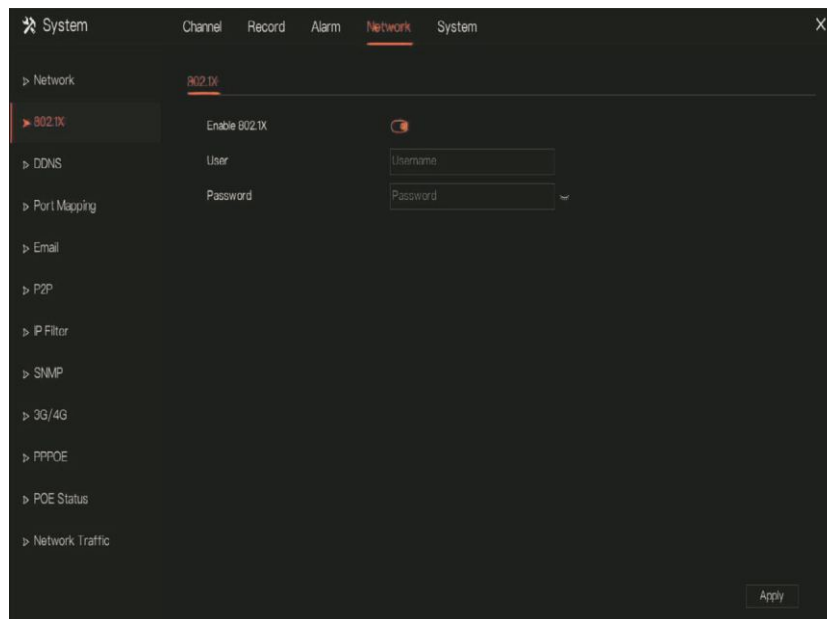 System Channel Record Alarm Network System X
Network
802.1X
802.1X
Enable 802.1X
DDNS
User Username
Port Mapping
Password Password
Email
P2P
IP Filter
SNMP
3G/4G
PPPOE
POE Status
Network Traffic
Apply